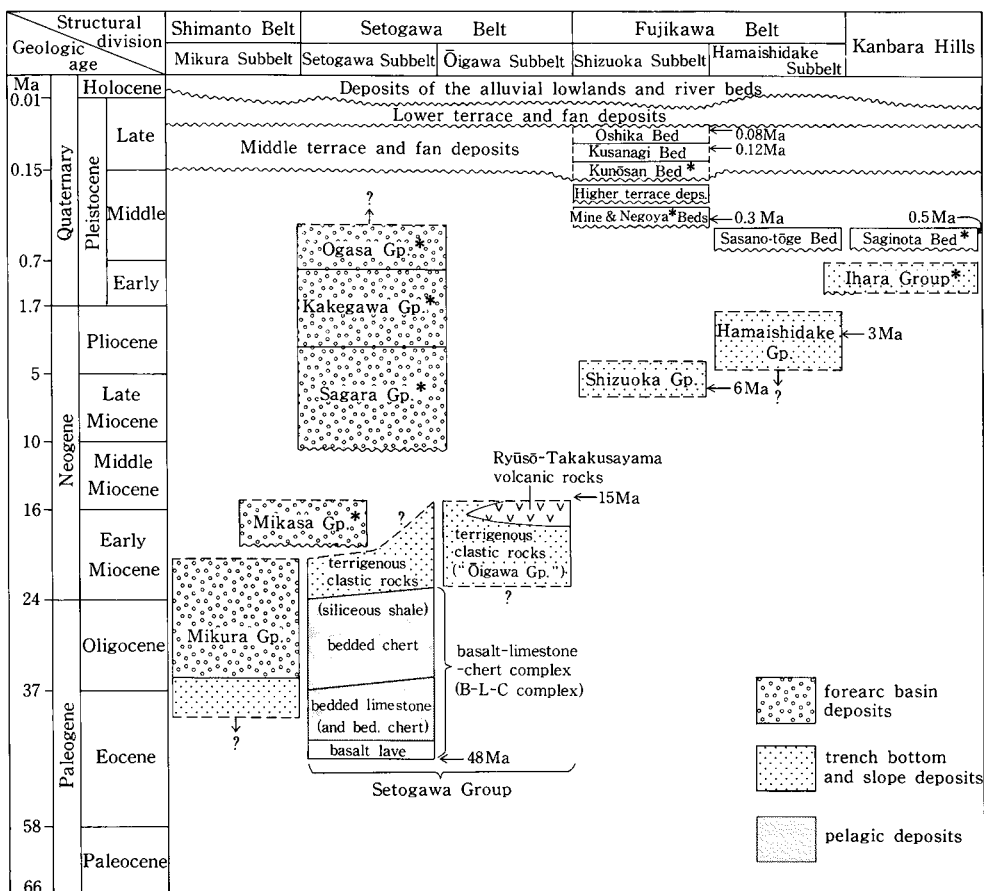 Structural division
Geologic age
Shimanto Belt
Setogawa Belt
Fujikawa Belt
Kanbara Hills
Mikura Subbelt
Setogawa Subbelt
Ōigawa Subbelt
Shizuoka Subbelt
Hamaishidake Subbelt
Ma
0.01
0.15
0.7
1.7
5
10
16
24
37
58
66
Quaternary
Neogene
Paleogene
Pleistocene
Holocene
Late
Middle
Early
Pliocene
Late
Miocene
Middle
Miocene
Early
Miocene
Oligocene
Eocene
Paleocene
Deposits of the alluvial lowlands and river beds
Lower terrace and fan deposits
Middle terrace and fan deposits
Oshika Bed
0.08Ma
Kusanagi Bed
0.12Ma
Kunōsan Bed *
Higher terrace deps.
Mine & Negoya* Beds
0.3 Ma
0.5Ma
Sasano-tōge Bed
Saginota Bed *
Ihara Group *
?
Ogasa Gp. *
Kakegawa Gp. *
Sagara Gp. *
Hamaishidake
Gp.
3Ma
?
Shizuoka Gp.
6Ma
Ryūsō-Takakusayama
volcanic rocks
15Ma
Mikasa Gp. *
?
terrigenous
clastic rocks
terrigenous
clastic rocks
("Ōigawa Gp.")
?
Mikura Gp.
?
(siliceous shale)
bedded chert
bedded limestone
(and bed. chert)
basalt lave
48Ma
basalt-limestone
-chert complex
(B-L-C complex)
Setogawa Group
forearc basin
deposits
trench bottom
and slope deposits
pelagic deposits